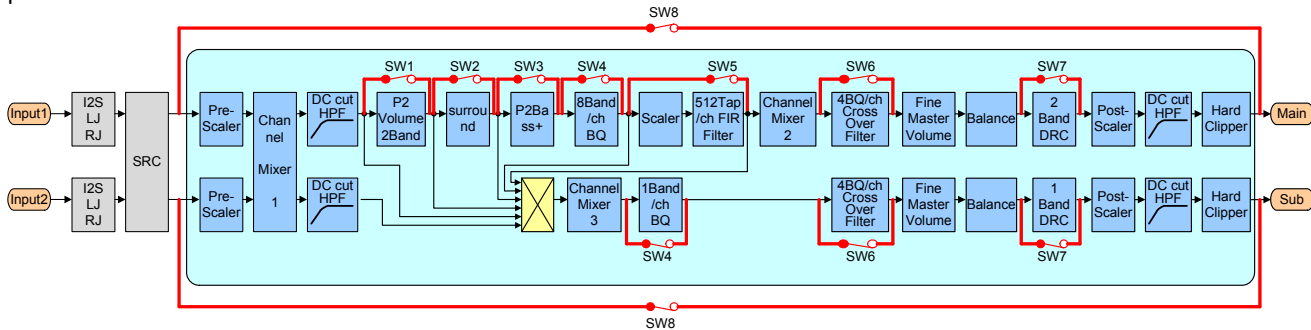 SW8
SW1
SW2
SW3
SW4
SW5
SW6
SW7
Input1
I2S
LJ
RJ
SRC
Pre-
Scaler
Chan
nel
Mixer
1
DC cut
HPF
P2
Volume
2Band
surrou
nd
P2Ba
ss+
8Band
/ch
BQ
Scaler
512Tap
/ch FIR
Filter
Channel
Mixer
2
4BQ/ch
Cross
Over
Filter
Fine
Master
Volume
Balance
2
Band
DRC
Post-
Scaler
DC cut
HPF
Hard
Clipper
Main
Input2
I2S
LJ
RJ
Pre-
Scaler
DC cut
HPF
Channel
Mixer
3
1Band
/ch
BQ
4BQ/ch
Cross
Over
Filter
Fine
Master
Volume
Balance
1
Band
DRC
Post-
Scaler
DC cut
HPF
Hard
Clipper
Sub
SW4
SW6
SW7
SW8